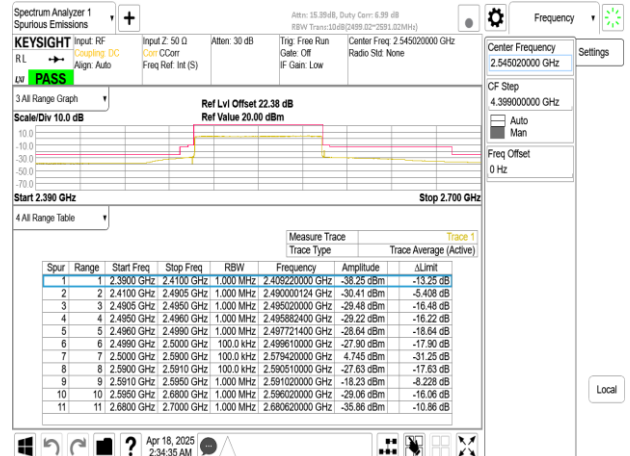 Spectrum Analyzer 1
Spurious Emissions
Attn: 15.39dB, Duty Corr: 6.99 dB
RBW Trans:10dB(2499.02~2591.02MHz)
Frequency
KEYSIGHT Input: RF Input Z: 50 Ω Atten: 30 dB Trig: Free Run Center Freq: 2.545020000 GHz
RL Coupling: DC Corr CCorr Gate: Off Radio Std: None
Align: Auto Freq Ref: Int (S) IF Gain: Low
LXI PASS
Center Frequency
2.545020000 GHz
Settings
CF Step
4.399000000 GHz
Auto
Man
Freq Offset
0 Hz
Local
3 All Range Graph
Ref Lvl Offset 22.38 dB
Scale/Div 10.0 dB Ref Value 20.00 dBm
10.0
-10.0
-30.0
-50.0
-70.0
Start 2.390 GHz Stop 2.700 GHz
4 All Range Table
Measure Trace Trace 1
Trace Type Trace Average (Active)
Spur Range Start Freq Stop Freq RBW Frequency Amplitude ΔLimit
1 1 2.3900 GHz 2.4100 GHz 1.000 MHz 2.409220000 GHz -38.25 dBm -13.25 dB
2 2 2.4100 GHz 2.4905 GHz 1.000 MHz 2.490000124 GHz -30.41 dBm -5.408 dB
3 3 2.4905 GHz 2.4950 GHz 1.000 MHz 2.495020000 GHz -29.48 dBm -16.48 dB
4 4 2.4950 GHz 2.4960 GHz 1.000 MHz 2.495882400 GHz -29.22 dBm -16.22 dB
5 5 2.4960 GHz 2.4990 GHz 1.000 MHz 2.497721400 GHz -28.64 dBm -18.64 dB
6 6 2.4990 GHz 2.5000 GHz 100.0 kHz 2.499610000 GHz -27.90 dBm -17.90 dB
7 7 2.5000 GHz 2.5900 GHz 100.0 kHz 2.579420000 GHz 4.745 dBm -31.25 dB
8 8 2.5900 GHz 2.5910 GHz 100.0 kHz 2.590510000 GHz -27.63 dBm -17.63 dB
9 9 2.5910 GHz 2.5950 GHz 1.000 MHz 2.591020000 GHz -18.23 dBm -8.228 dB
10 10 2.5950 GHz 2.6800 GHz 1.000 MHz 2.596020000 GHz -29.06 dBm -16.06 dB
11 11 2.6800 GHz 2.7000 GHz 1.000 MHz 2.680620000 GHz -35.86 dBm -10.86 dB
Apr 18, 2025
2:34:35 AM